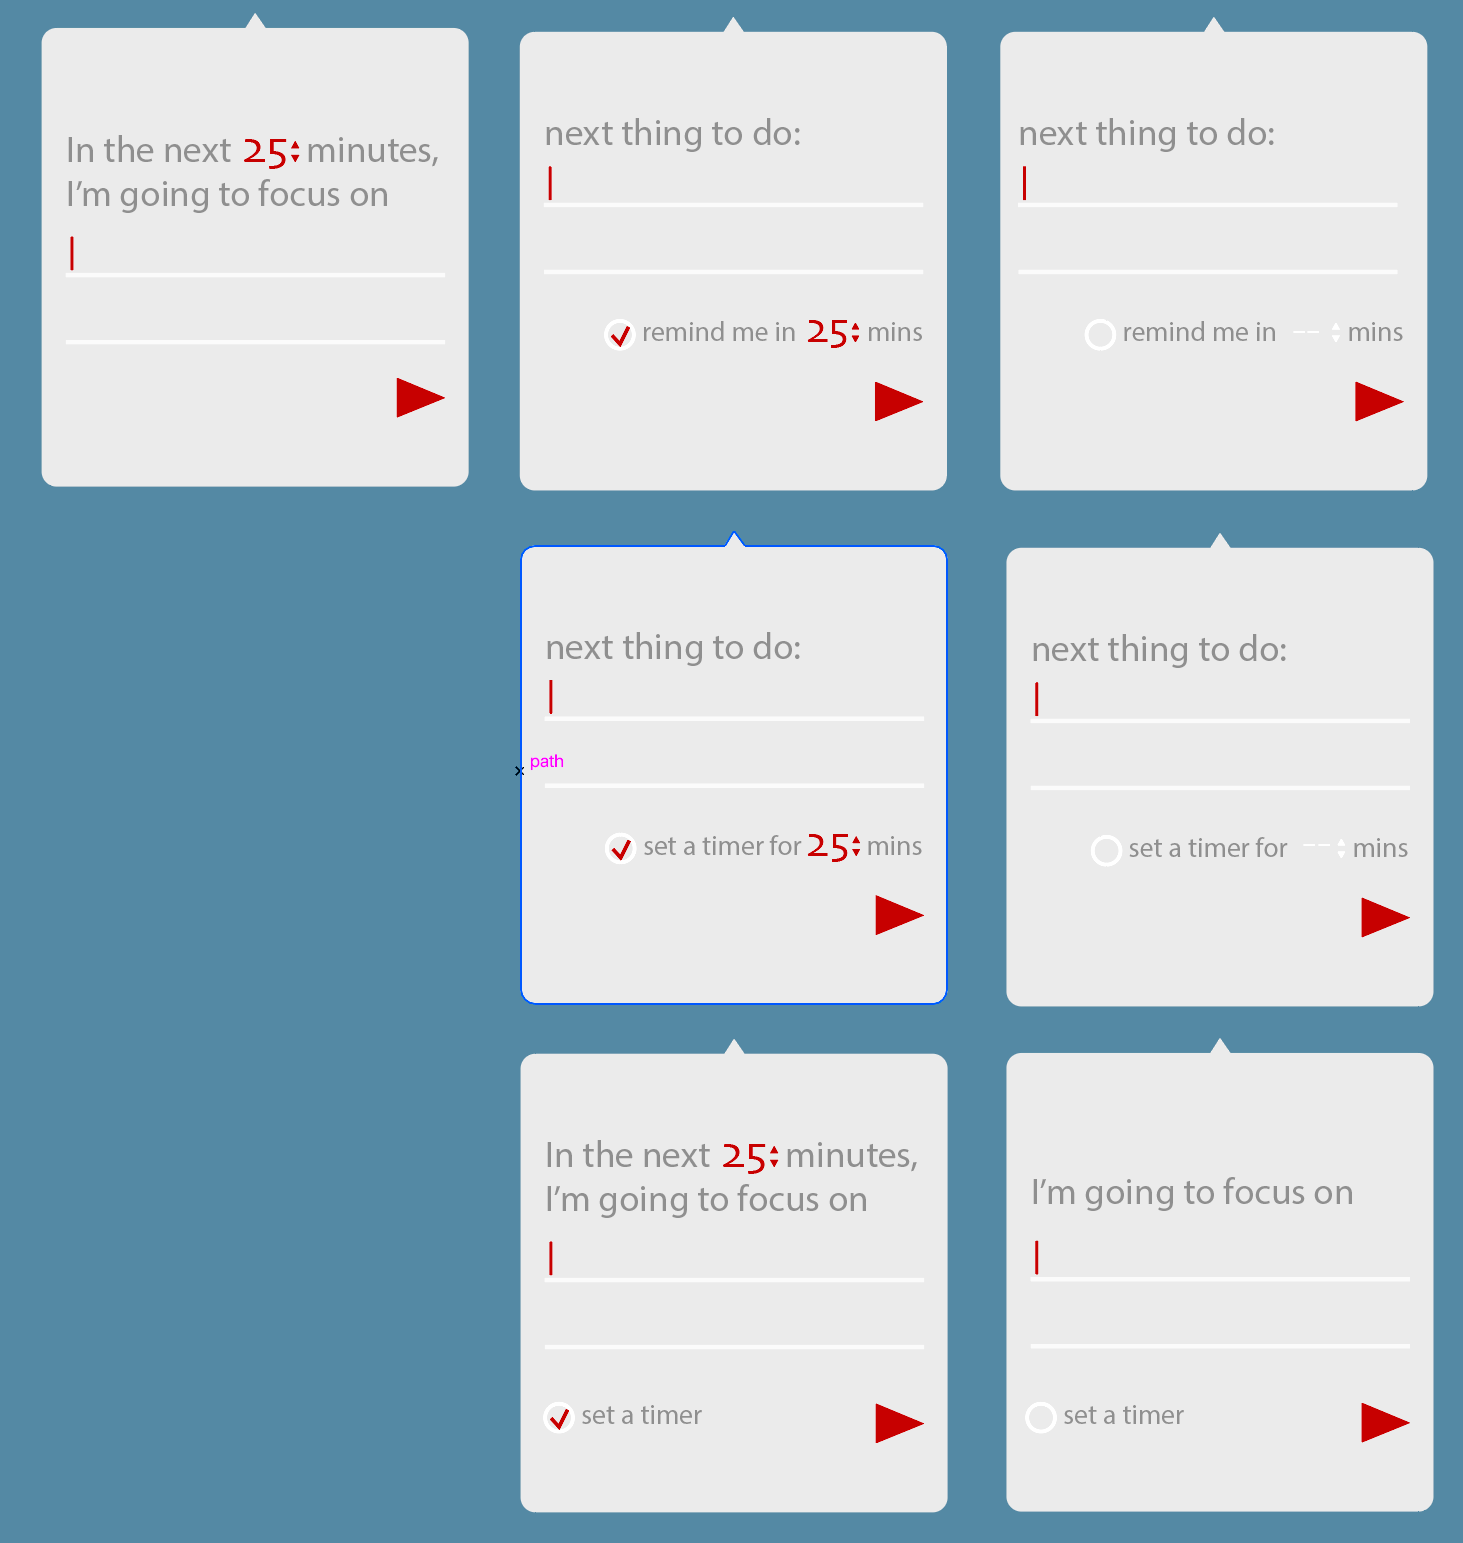 In the next 25 minutes,
I'm going to focus on
next thing to do:
remind me in 25 mins
next thing to do:
remind me in -- mins
next thing to do:
path
set a timer for 25 mins
next thing to do:
set a timer for -- mins
In the next 25 minutes,
I'm going to focus on
set a timer
I'm going to focus on
set a timer